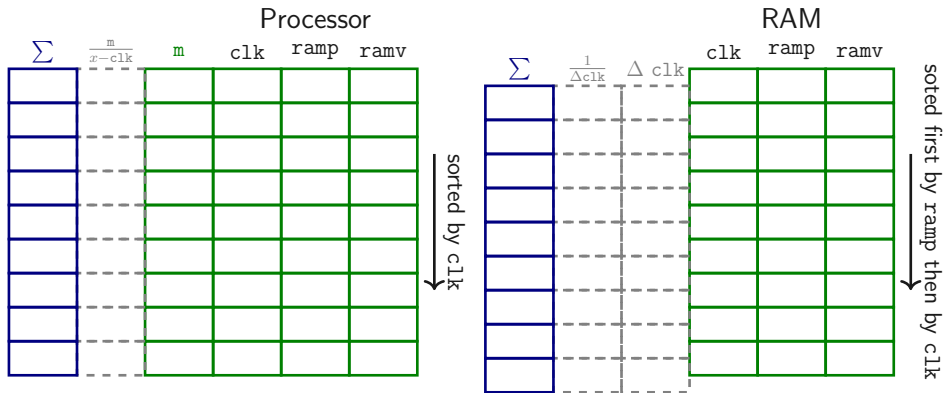 Processor
∑ m/(x−clk) m clk ramp ramv
sorted by clk
RAM
∑ 1/Δclk Δ clk clk ramp ramv
soted first by ramp then by clk